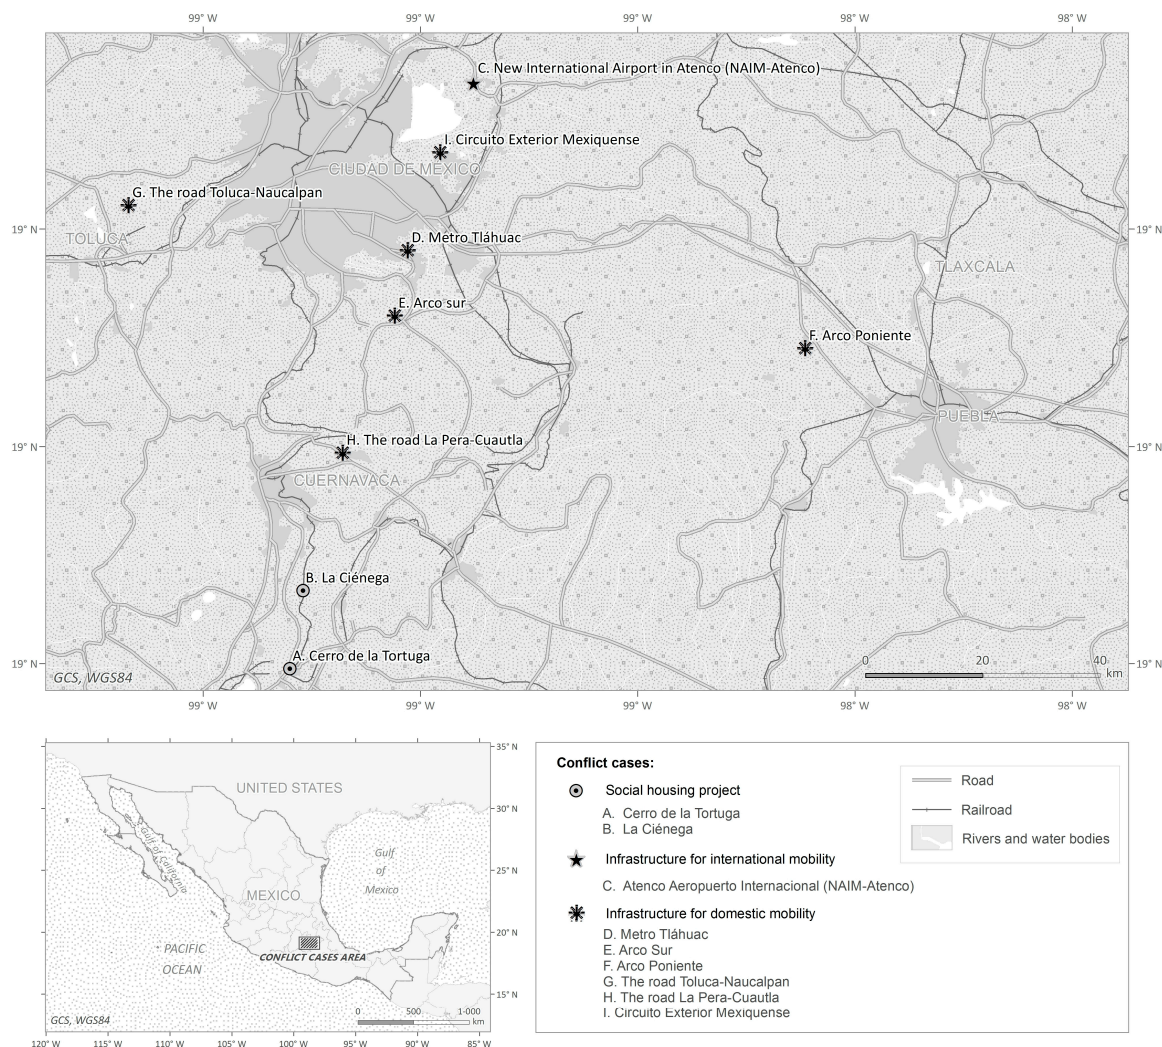 99° W 99° W 99° W 98° W 98° W
C. New International Airport in Atenco (NAIM-Atenco)
I. Circuito Exterior Mexiquense
CIUDAD DE MÉXICO
G. The road Toluca-Naucalpan
19° N 19° N
TOLUCA
D. Metro Tláhuac
TLAXCALA
E. Arco sur
F. Arco Poniente
PUEBLA
H. The road La Pera-Cuautla
19° N 19° N
CUERNAVACA
B. La Ciénega
A. Cerro de la Tortuga
19° N 19° N
0 20 40
km
GCS, WGS84
99° W 99° W 99° W 98° W 98° W
35° N
UNITED STATES
30° N
Gulf of California
Gulf
of
Mexico
25° N
MEXICO
20° N
PACIFIC
OCEAN
CONFLICT CASES AREA
15° N
0 500 1·000
km
GCS, WGS84
120° W 115° W 110° W 105° W 100° W 95° W 90° W 85° W
Conflict cases:
Social housing project
A. Cerro de la Tortuga
B. La Ciénega
Infrastructure for international mobility
C. Atenco Aeropuerto Internacional (NAIM-Atenco)
Infrastructure for domestic mobility
D. Metro Tláhuac
E. Arco Sur
F. Arco Poniente
G. The road Toluca-Naucalpan
H. The road La Pera-Cuautla
I. Circuito Exterior Mexiquense
Road
Railroad
Rivers and water bodies